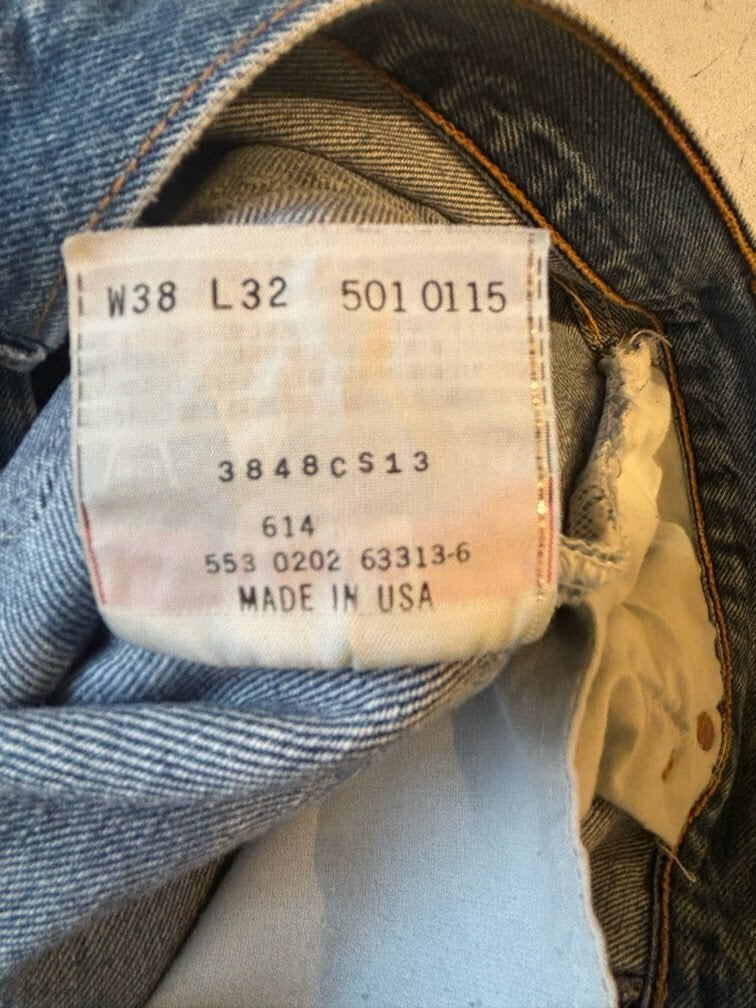 W38 L32 501 0115
3848CS13
614
553 0202 63313-6
MADE IN USA